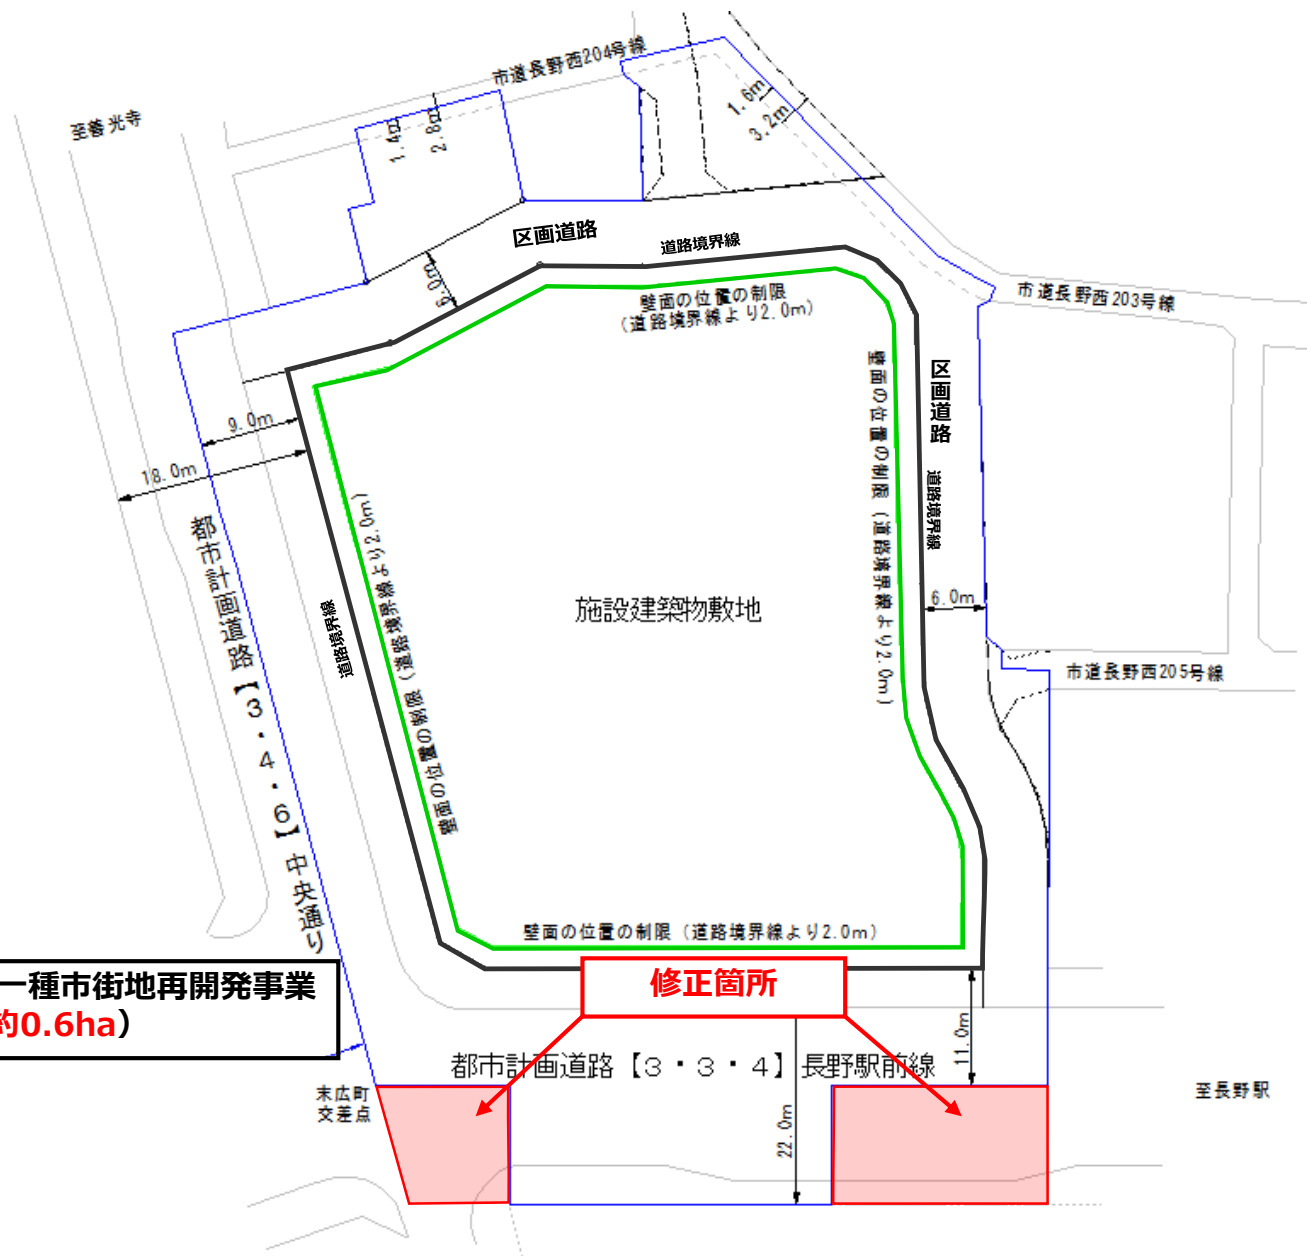 市道長野西204号線
至善光寺
1.4m
2.8m
1.6m
3.2m
区画道路
道路境界線
6.0m
壁面の位置の制限
（道路境界線より2.0m）
市道長野西203号線
9.0m
18.0m
都市計画道路【３・４・６】中央通り
道路境界線
壁面の位置の制限（道路境界線より2.0m）
施設建築物敷地
壁面の位置の制限（道路境界線より2.0m）
区画道路
道路境界線
6.0m
市道長野西205号線
壁面の位置の制限（道路境界線より2.0m）
一種市街地再開発事業
約0.6ha）
修正箇所
11.0m
都市計画道路【３・３・４】長野駅前線
末広町
交差点
22.0m
至長野駅